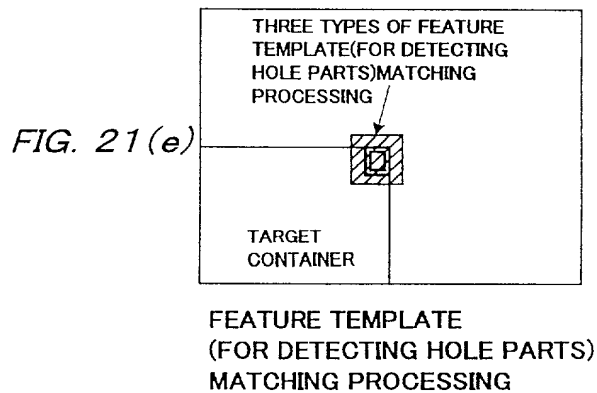 THREE TYPES OF FEATURE
TEMPLATE(FOR DETECTING
HOLE PARTS)MATCHING
PROCESSING
FIG. 21(e)
TARGET
CONTAINER
FEATURE TEMPLATE
(FOR DETECTING HOLE PARTS)
MATCHING PROCESSING